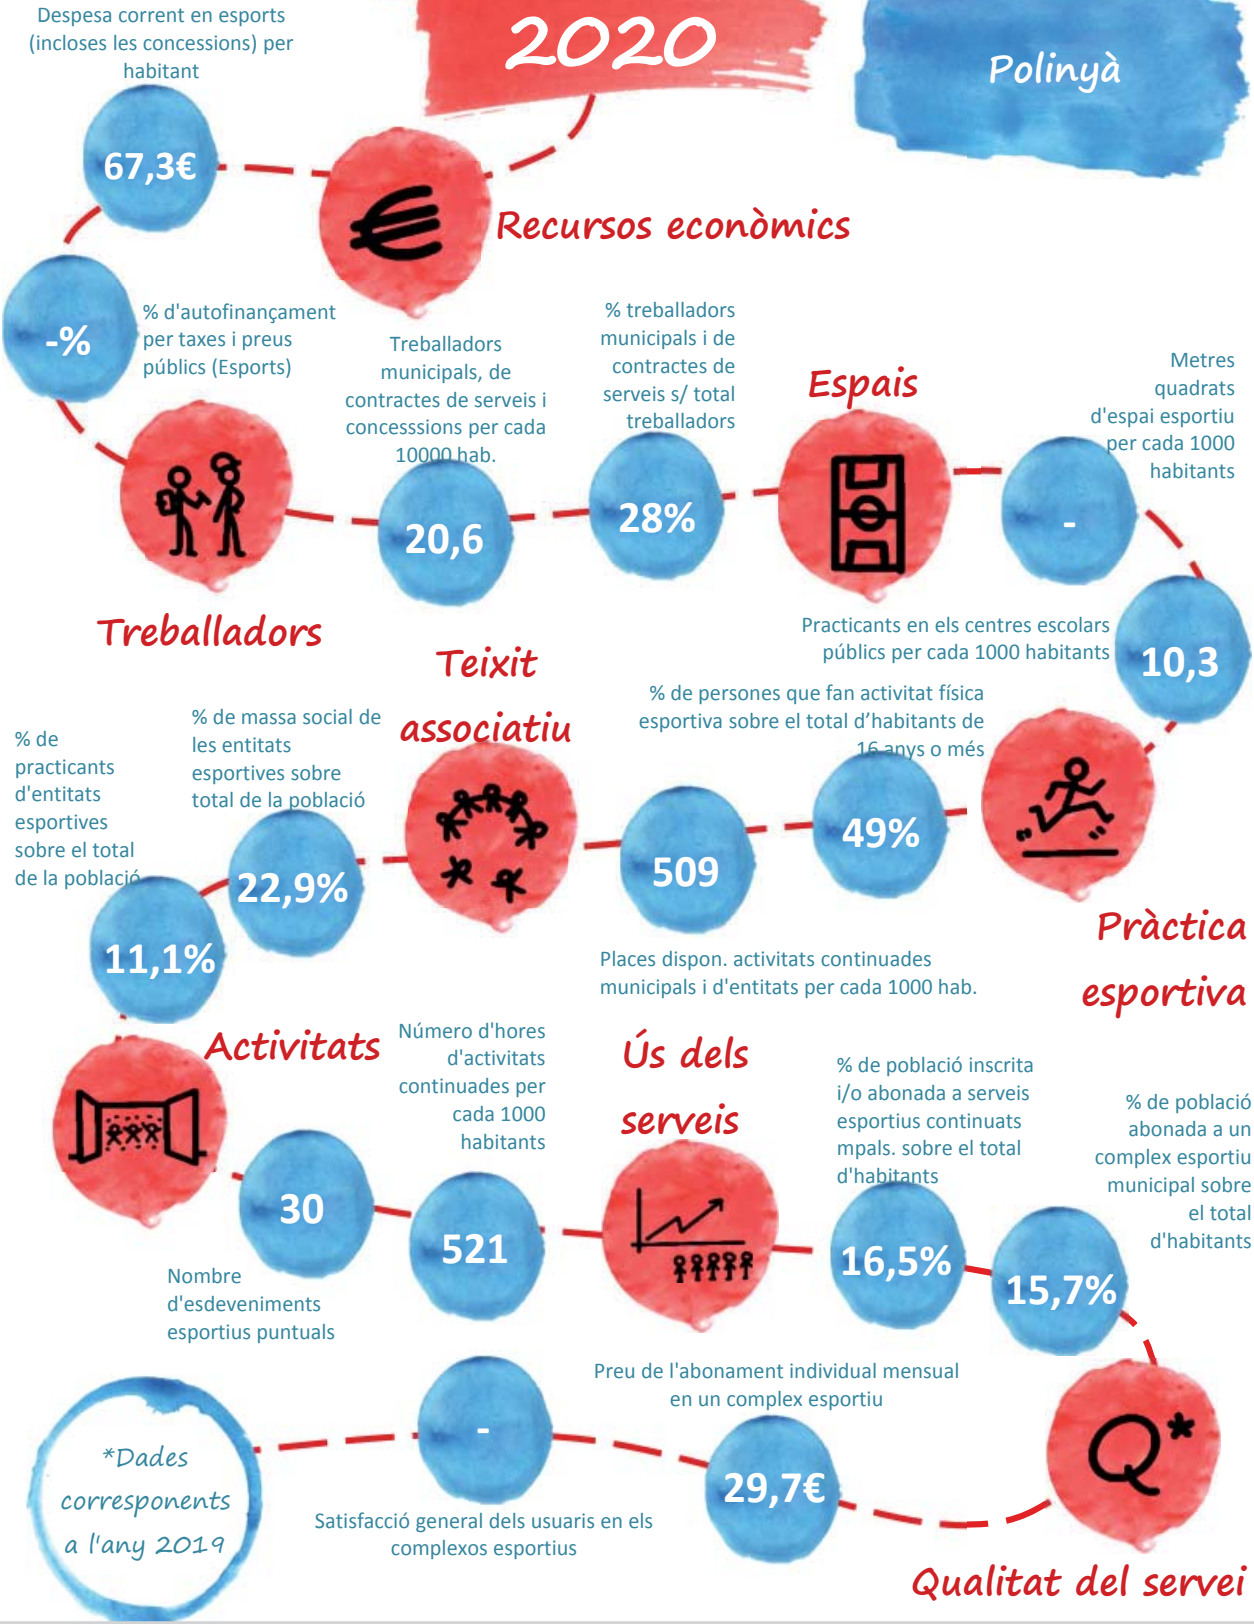 Despesa corrent en esports
(incloses les concessions) per
habitant
2020
Polinyà
67,3€
Recursos econòmics
-%
% d'autofinançament
per taxes i preus
públics (Esports)
Treballadors
municipals, de
contractes de serveis i
concesssions per cada
10000 hab.
% treballadors
municipals i de
contractes de
serveis s/ total
treballadors
Espais
Metres
quadrats
d'espai esportiu
per cada 1000
habitants
20,6
28%
-
Treballadors
Practicants en els centres escolars
públics per cada 1000 habitants
10,3
Teixit
associatiu
% de persones que fan activitat física
esportiva sobre el total d’habitants de
16 anys o més
% de
practicants
d'entitats
esportives
sobre el total
de la població
% de massa social de
les entitats
esportives sobre
total de la població
49%
509
22,9%
11,1%
Pràctica
esportiva
Places dispon. activitats continuades
municipals i d'entitats per cada 1000 hab.
Activitats
Número d'hores
d'activitats
continuades per
cada 1000
habitants
Ús dels
serveis
% de població inscrita
i/o abonada a serveis
esportius continuats
mpals. sobre el total
d'habitants
% de població
abonada a un
complex esportiu
municipal sobre
el total
d'habitants
30
521
16,5%
15,7%
Nombre
d'esdeveniments
esportius puntuals
Preu de l'abonament individual mensual
en un complex esportiu
-
29,7€
Q*
*Dades
corresponents
a l'any 2019
Satisfacció general dels usuaris en els
complexos esportius
Qualitat del servei